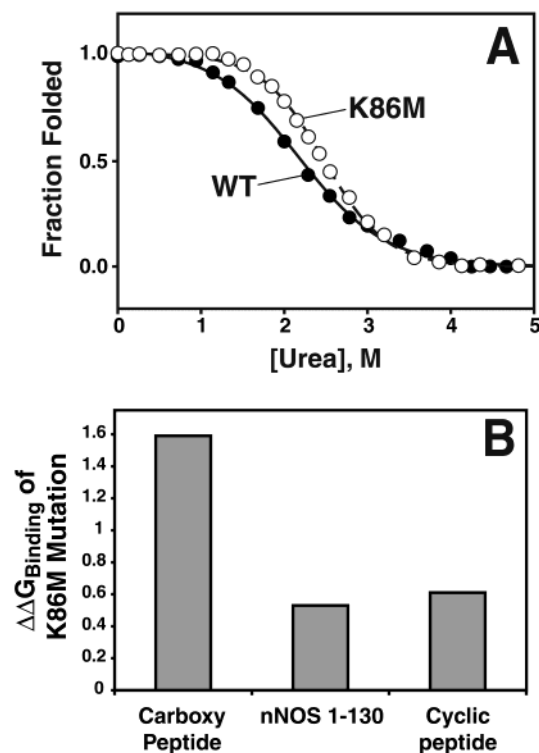 A
Fraction Folded
1.0
0.5
0.0
K86M
WT
0 1 2 3 4 5
[Urea], M
B
ΔΔG Binding of
K86M Mutation
1.6
1.4
1.2
1
0.8
0.6
0.4
0.2
0
Carboxy nNOS 1-130 Cyclic
Peptide peptide